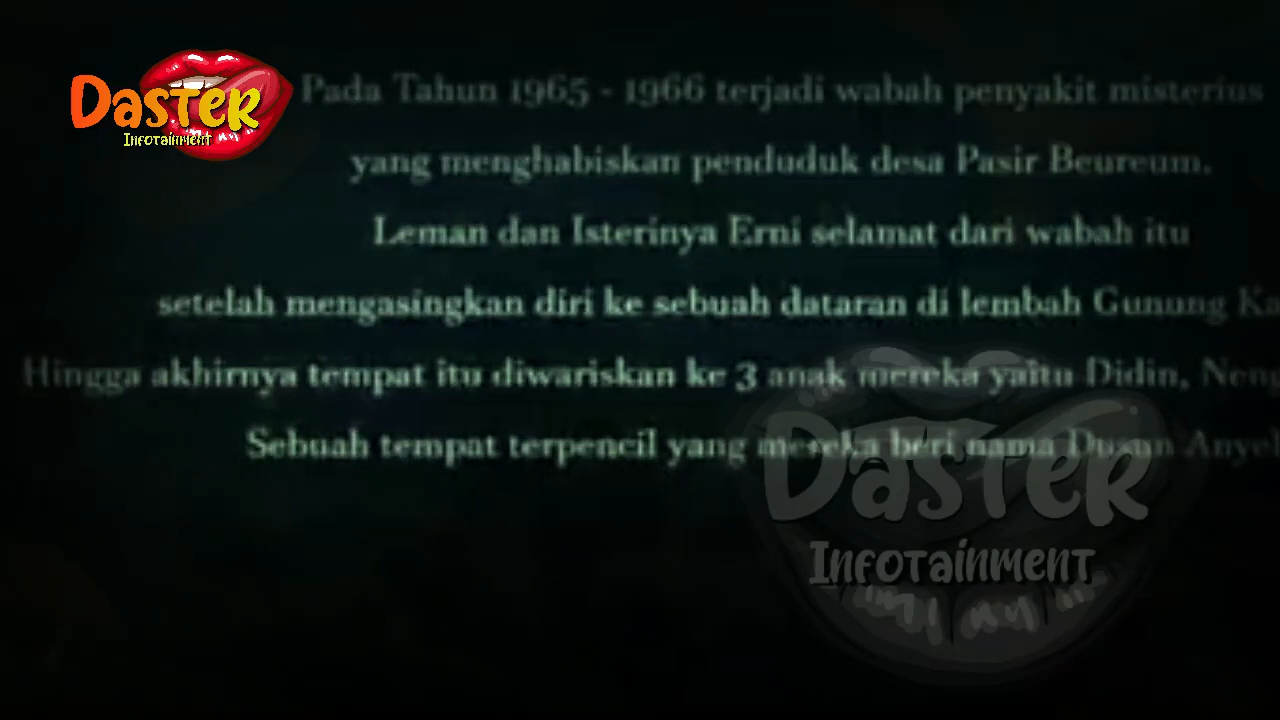 DASTER
INFOTAINMENT
Pada Tahun 1965 - 1966 terjadi wabah penyakit misterius
yang menghabiskan penduduk desa Pasir Beureum.
Leman dan Isterinya Erni selamat dari wabah itu
setelah mengasingkan diri ke sebuah dataran di lembah Gunung
Hingga akhirnya tempat itu diwariskan ke 3 anak mereka yaitu Didin,
Sebuah tempat terpencil yang mereka beri nama Dusun
DASTER
INFOTAINMENT